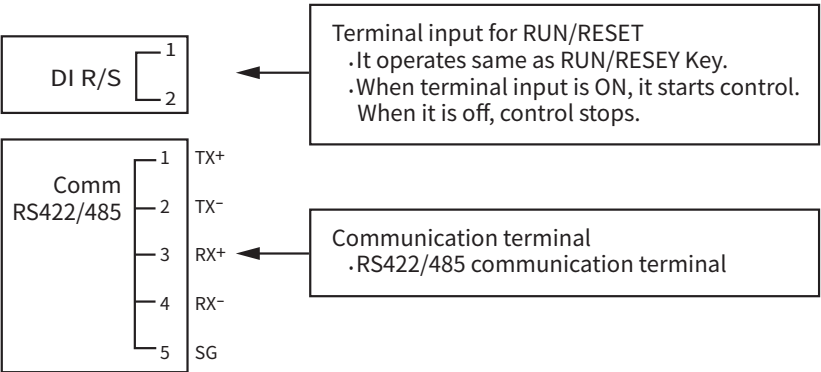 DI R/S
1
2
Terminal input for RUN/RESET
·It operates same as RUN/RESEY Key.
·When terminal input is ON, it starts control.
When it is off, control stops.
Comm
RS422/485
1 TX+
2 TX-
3 RX+
4 RX-
5 SG
Communication terminal
·RS422/485 communication terminal